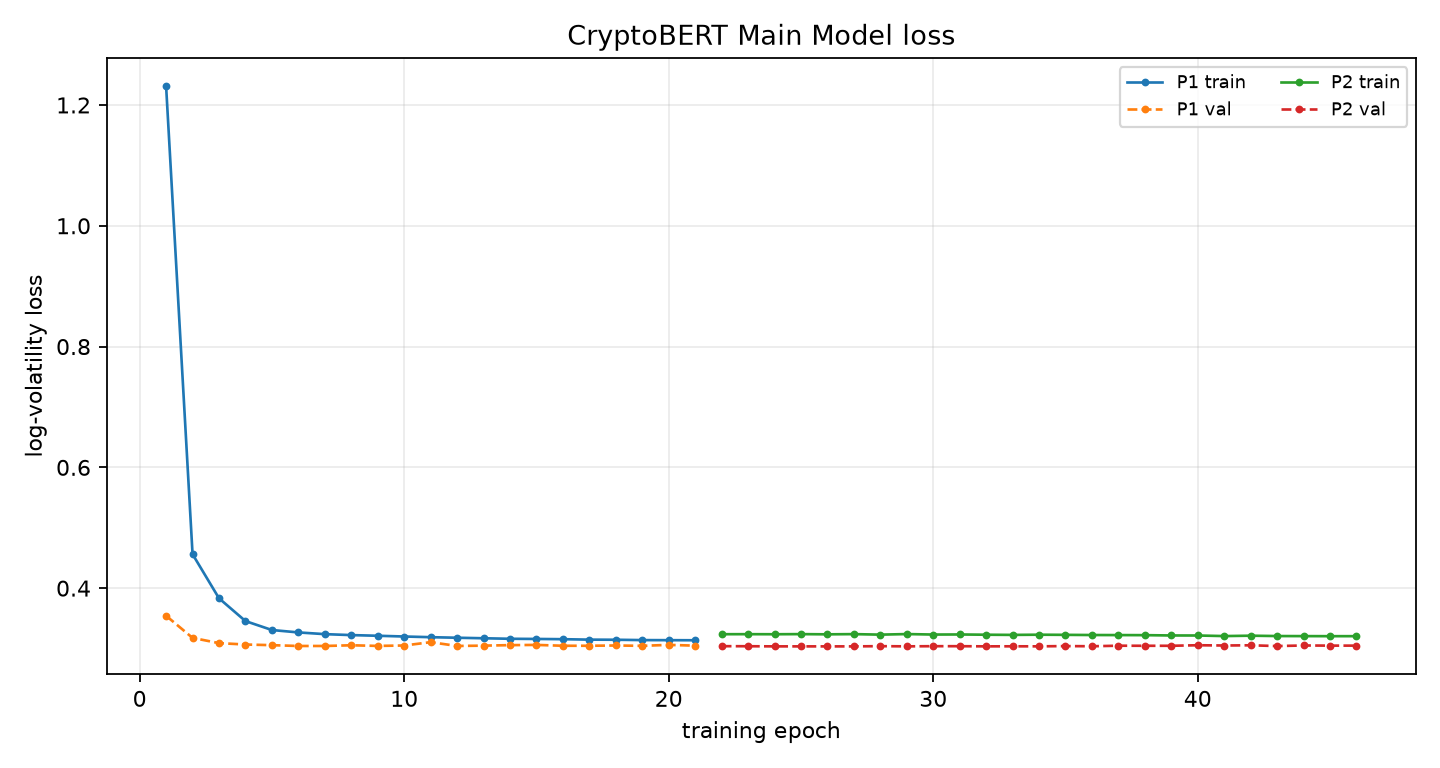 CryptoBERT Main Model loss
P1 train
P2 train
P1 val
P2 val
log-volatility loss
1.2
1.0
0.8
0.6
0.4
0
10
20
30
40
training epoch